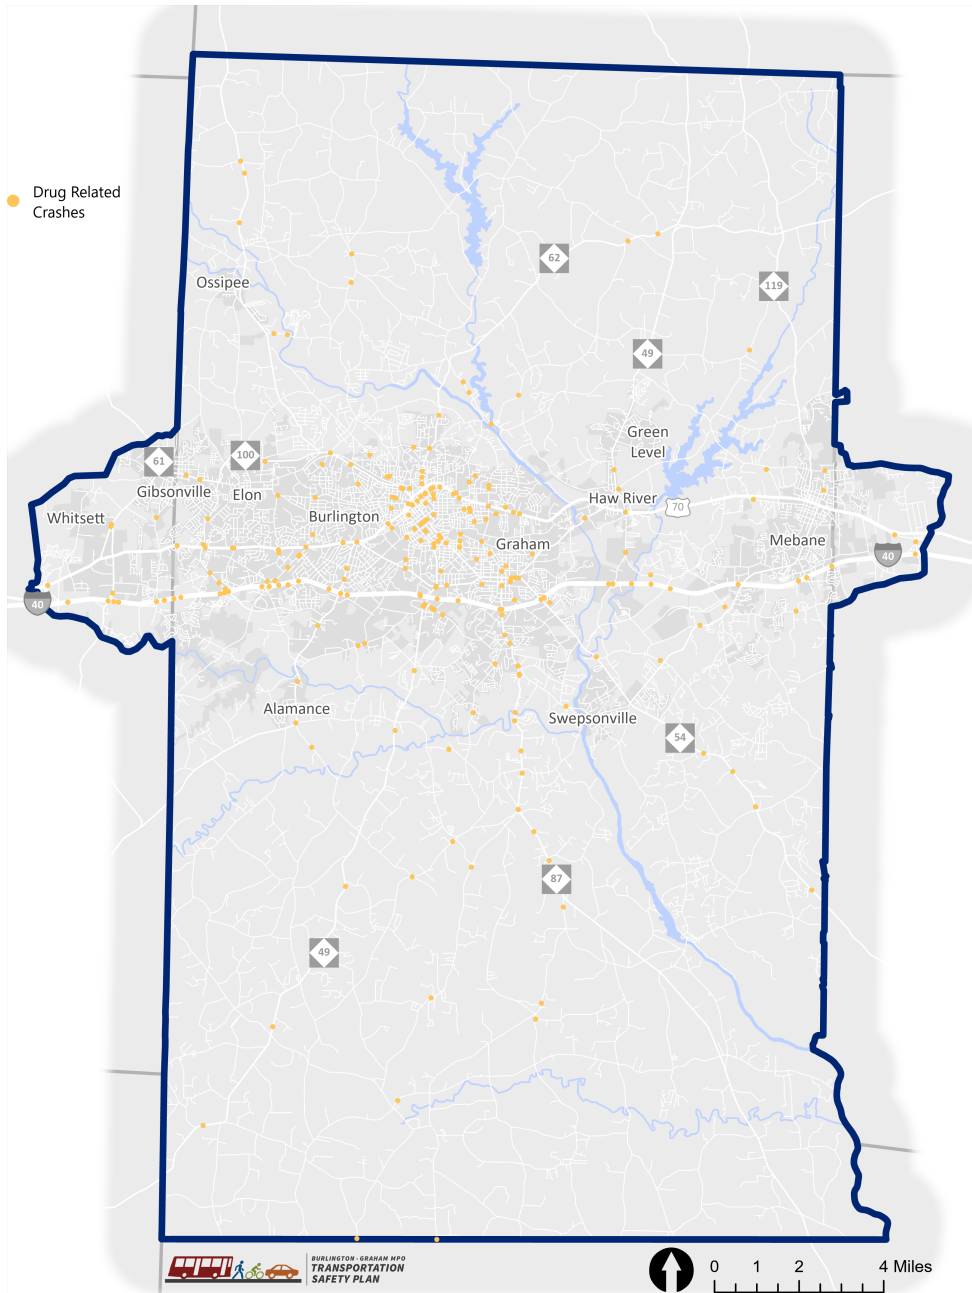 Drug Related
Crashes
62
Ossipee
119
49
Green
Level
61
100
Gibsonville
Elon
Haw River
70
Whitsett
Burlington
Graham
Mebane
40
40
Alamance
Swepsonville
54
87
49
BURLINGTON - GRAHAM MPO
TRANSPORTATION
SAFETY PLAN
0 1 2 4 Miles